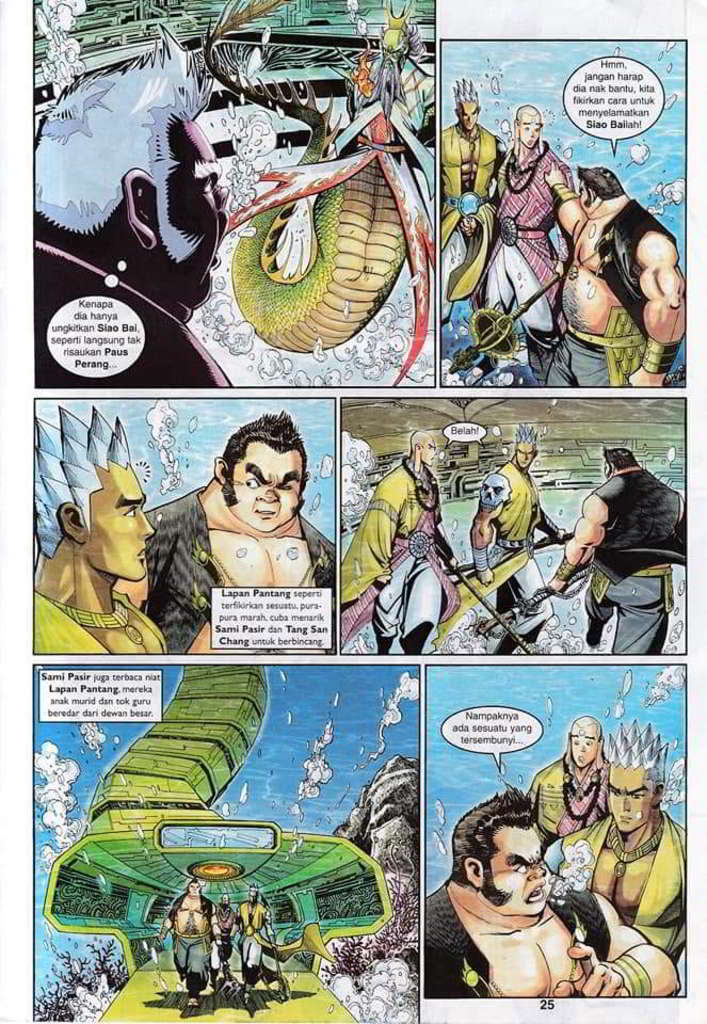 Kenapa
dia hanya
ungkitkan Siao Bai,
seperti langsung tak
risaukan Paus
Perang...
Hmm,
jangan harap
dia nak bantu, kita
fikirkan cara untuk
menyelamatkan
Siao Bailah!
Lapan Pantang seperti
terfikirkan sesuatu, pura-
pura marah, cuba menarik
Sami Pasir dan Tang San
Chang untuk berbincang.
Belah!
Sami Pasir juga terbaca niat
Lapan Pantang, mereka
anak murid dan tok guru
beredar dari dewan besar.
Nampaknya
ada sesuatu yang
tersembunyi...
25